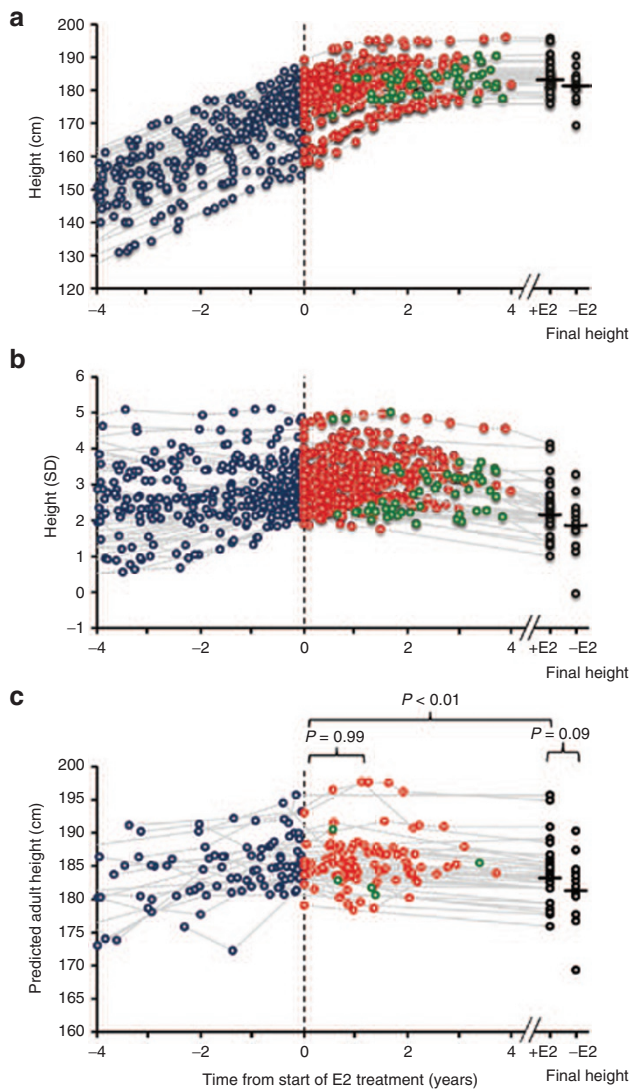 a
200
190
180
170
160
150
140
130
120
Height (cm)
–4
–2
0
2
4
+E2
–E2
Final height
b
6
5
4
3
2
1
0
–1
Height (SD)
–4
–2
0
2
4
+E2
–E2
Final height
c
P < 0.01
P = 0.99
P = 0.09
200
195
190
185
180
175
170
165
160
Predicted adult height (cm)
–4
–2
0
2
4
+E2
–E2
Time from start of E2 treatment (years)
Final height